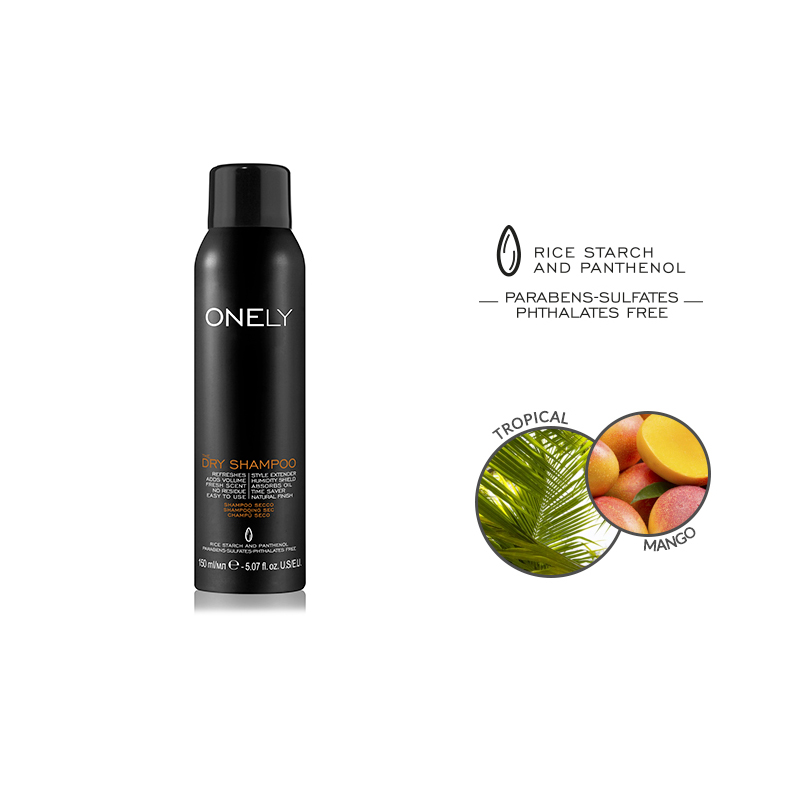 ONELY
THE
DRY SHAMPOO
REFRESHES | STYLE EXTENDER
ADDS VOLUME | HUMIDITY SHIELD
FRESH SCENT | ABSORBS OIL
NO RESIDUE | TIME SAVER
EASY TO USE | NATURAL FINISH
SHAMPOO SECCO
SHAMPOOING SEC
CHAMPÚ SECO
RICE STARCH AND PANTHENOL
PARABENS-SULFATES-PHTHALATES FREE
150 ml/мл ℮ - 5.07 fl. oz. U.S/E.U.
RICE STARCH
AND PANTHENOL
PARABENS-SULFATES
PHTHALATES FREE
TROPICAL
MANGO